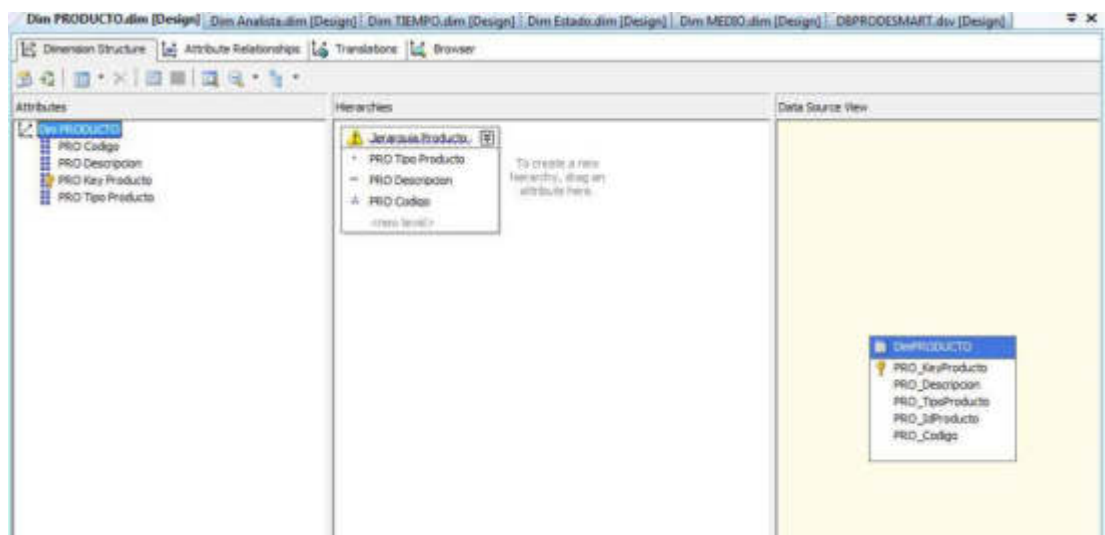 Dim PRODUCTO.dim [Design] Dim Analista.dim [Design] Dim TIEMPO.dim [Design] Dim Estado.dim [Design] Dim MEDIO.dim [Design] DBPRODESMART.dsv [Design]
Dimension Structure Attribute Relationships Translations Browser
Attributes
Dim PRODUCTO
PRO Codigo
PRO Descripcion
PRO Key Producto
PRO Tipo Producto
Hierarchies
Jerarquia Producto
PRO Tipo Producto
PRO Descripcion
PRO Codigo
<new level>
To create a new
hierarchy, drag an
attribute here.
Data Source View
DimPRODUCTO
PRO_KeyProducto
PRO_Descripcion
PRO_TipoProducto
PRO_IdProducto
PRO_Codigo